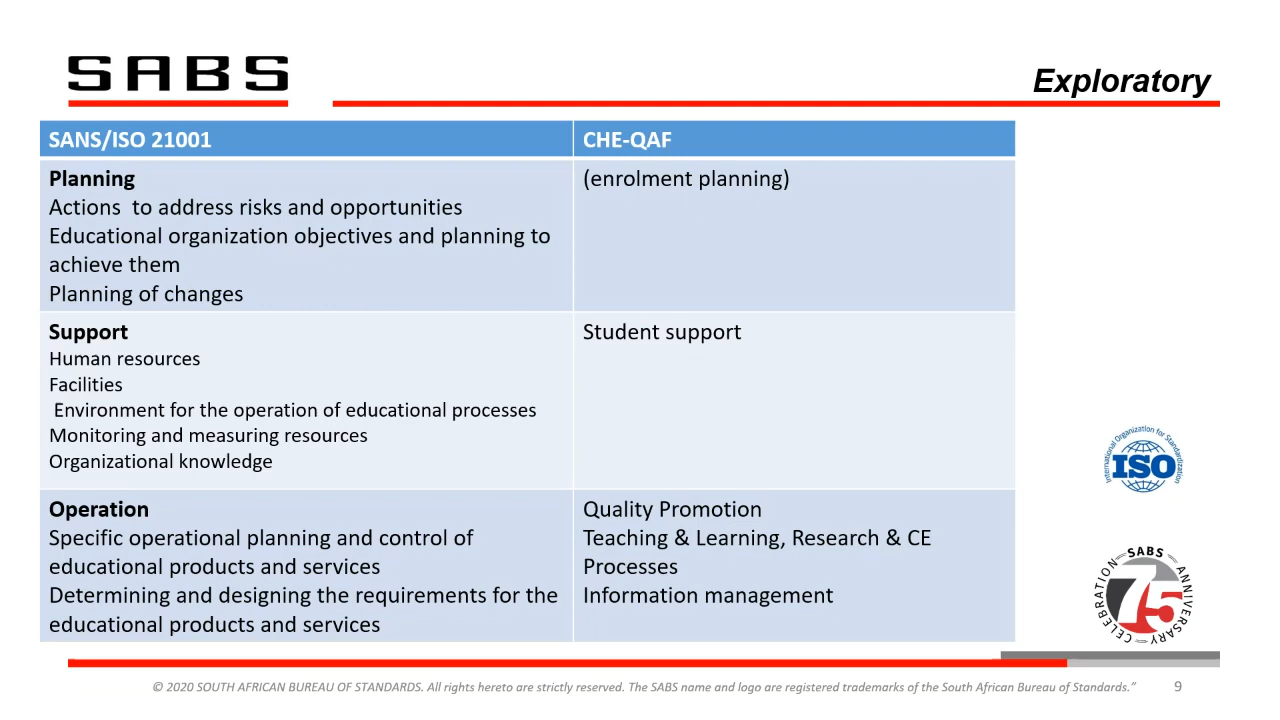 SABS
Exploratory
SANS/ISO 21001
CHE-QAF
Planning
Actions  to address risks and opportunities
Educational organization objectives and planning to
achieve them
Planning of changes
(enrolment planning)
Support
Human resources
Facilities
Environment for the operation of educational processes
Monitoring and measuring resources
Organizational knowledge
Student support
Operation
Specific operational planning and control of
educational products and services
Determining and designing the requirements for the
educational products and services
Quality Promotion
Teaching & Learning, Research & CE
Processes
Information management
International Organization for Standardization
ISO
SABS
75
ANNIVERSARY
CELEBRATION
© 2020 SOUTH AFRICAN BUREAU OF STANDARDS. All rights hereto are strictly reserved. The SABS name and logo are registered trademarks of the South African Bureau of Standards.”
9